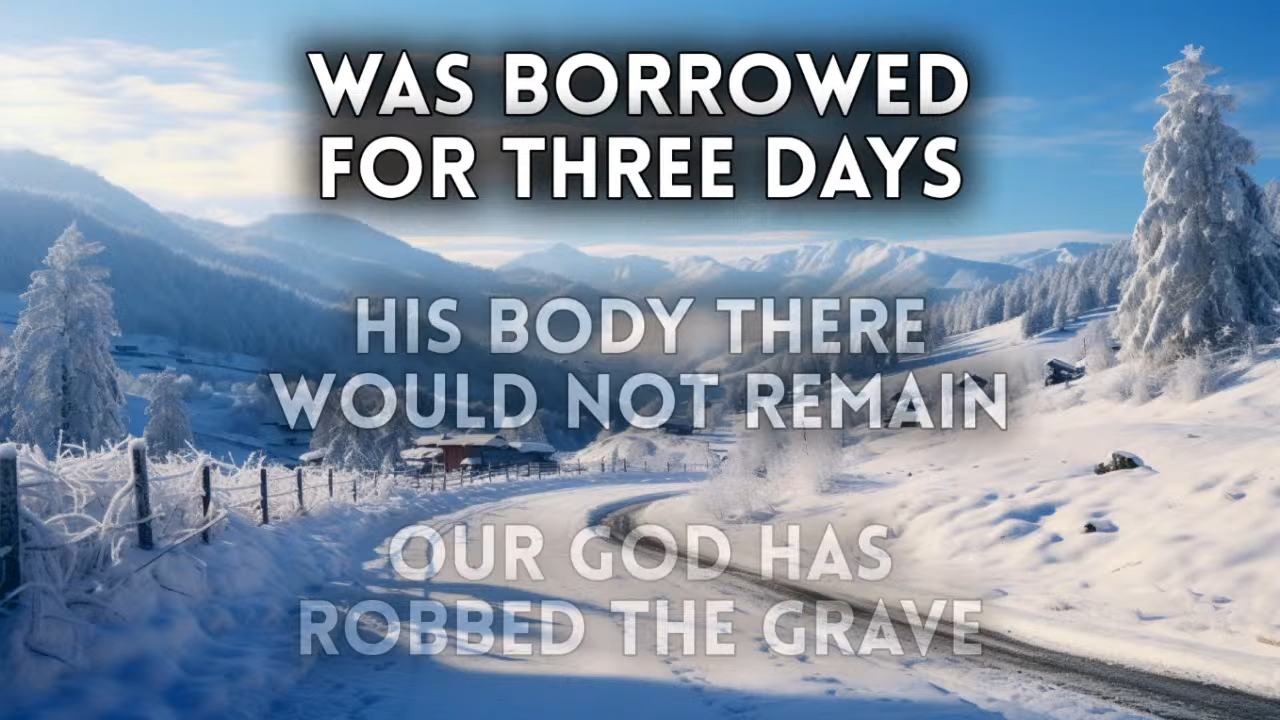 WAS BORROWED
FOR THREE DAYS
HIS BODY THERE
WOULD NOT REMAIN
OUR GOD HAS
ROBBED THE GRAVE